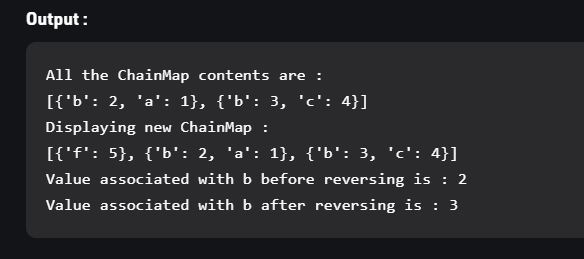 Output :
All the ChainMap contents are :
[{'b': 2, 'a': 1}, {'b': 3, 'c': 4}]
Displaying new ChainMap :
[{'f': 5}, {'b': 2, 'a': 1}, {'b': 3, 'c': 4}]
Value associated with b before reversing is : 2
Value associated with b after reversing is : 3